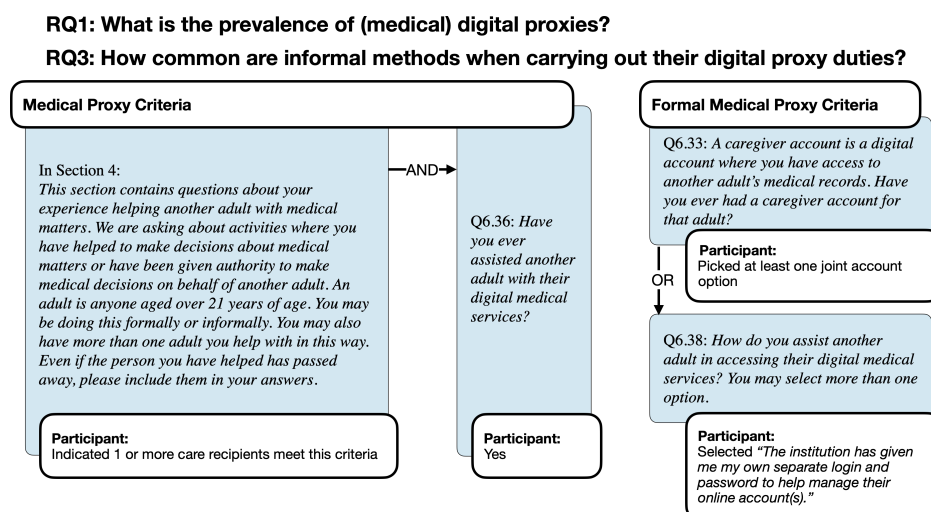 RQ1: What is the prevalence of (medical) digital proxies?
RQ3: How common are informal methods when carrying out their digital proxy duties?
Medical Proxy Criteria
In Section 4:
This section contains questions about your
experience helping another adult with medical
matters. We are asking about activities where you
have helped to make decisions about medical
matters or have been given authority to make
medical decisions on behalf of another adult. An
adult is anyone aged over 21 years of age. You may
be doing this formally or informally. You may also
have more than one adult you help with in this way.
Even if the person you have helped has passed
away, please include them in your answers.
Participant:
Indicated 1 or more care recipients meet this criteria
AND
Q6.36: Have
you ever
assisted another
adult with their
digital medical
services?
Participant:
Yes
Formal Medical Proxy Criteria
Q6.33: A caregiver account is a digital
account where you have access to
another adult's medical records. Have
you ever had a caregiver account for
that adult?
Participant:
Picked at least one joint account
option
OR
Q6.38: How do you assist another
adult in accessing their digital medical
services? You may select more than one
option.
Participant:
Selected "The institution has given
me my own separate login and
password to help manage their
online account(s)."